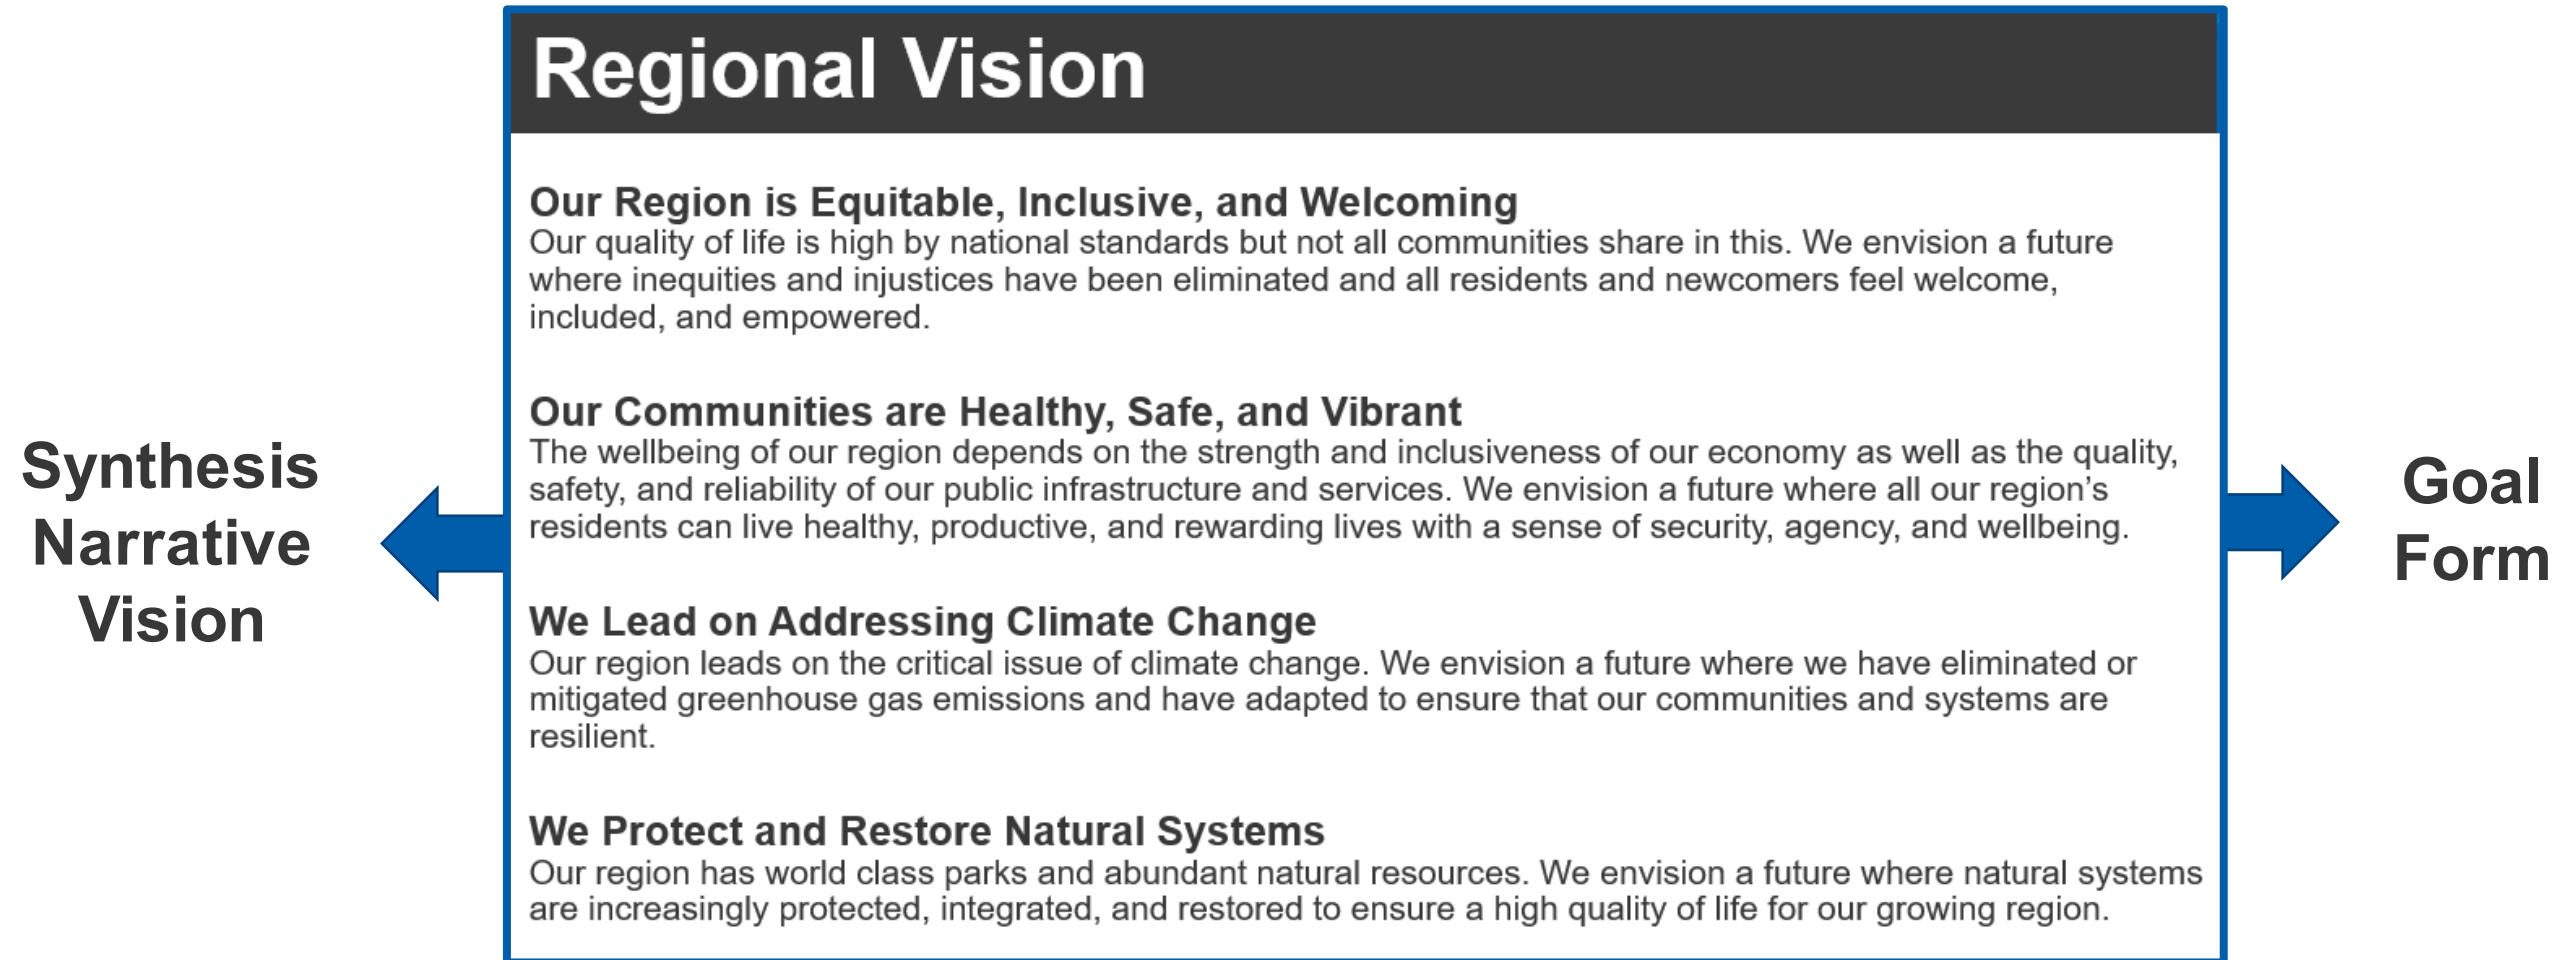 Regional Vision
Our Region is Equitable, Inclusive, and Welcoming
Our quality of life is high by national standards but not all communities share in this. We envision a future
where inequities and injustices have been eliminated and all residents and newcomers feel welcome,
included, and empowered.
Our Communities are Healthy, Safe, and Vibrant
The wellbeing of our region depends on the strength and inclusiveness of our economy as well as the quality,
safety, and reliability of our public infrastructure and services. We envision a future where all our region’s
residents can live healthy, productive, and rewarding lives with a sense of security, agency, and wellbeing.
We Lead on Addressing Climate Change
Our region leads on the critical issue of climate change. We envision a future where we have eliminated or
mitigated greenhouse gas emissions and have adapted to ensure that our communities and systems are
resilient.
We Protect and Restore Natural Systems
Our region has world class parks and abundant natural resources. We envision a future where natural systems
are increasingly protected, integrated, and restored to ensure a high quality of life for our growing region.
Synthesis
Narrative
Vision
Goal
Form